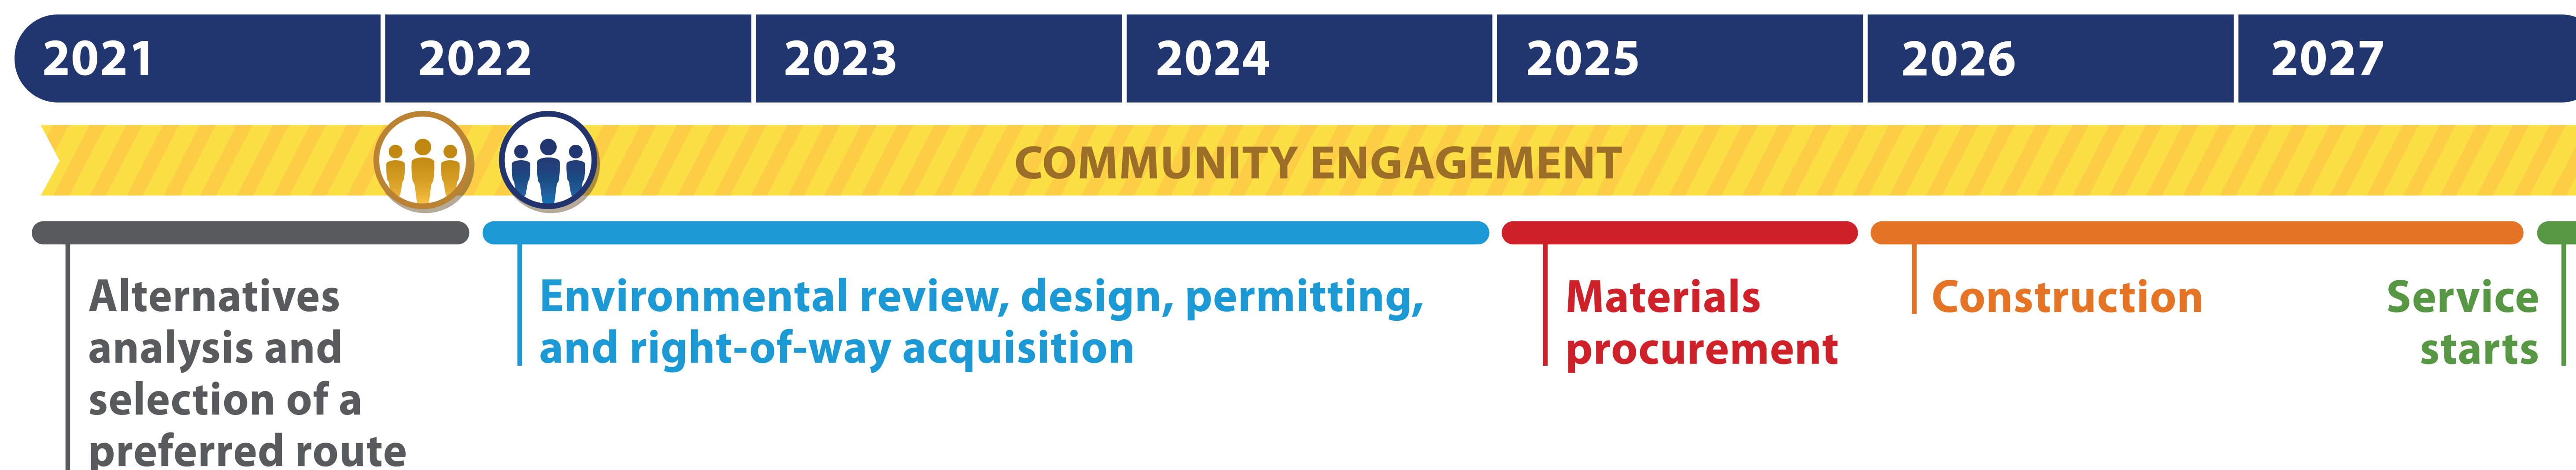 2021 2022 2023 2024 2025 2026 2027
COMMUNITY ENGAGEMENT
Alternatives
analysis and
selection of a
preferred route
Environmental review, design, permitting,
and right-of-way acquisition
Materials
procurement
Construction
Service
starts